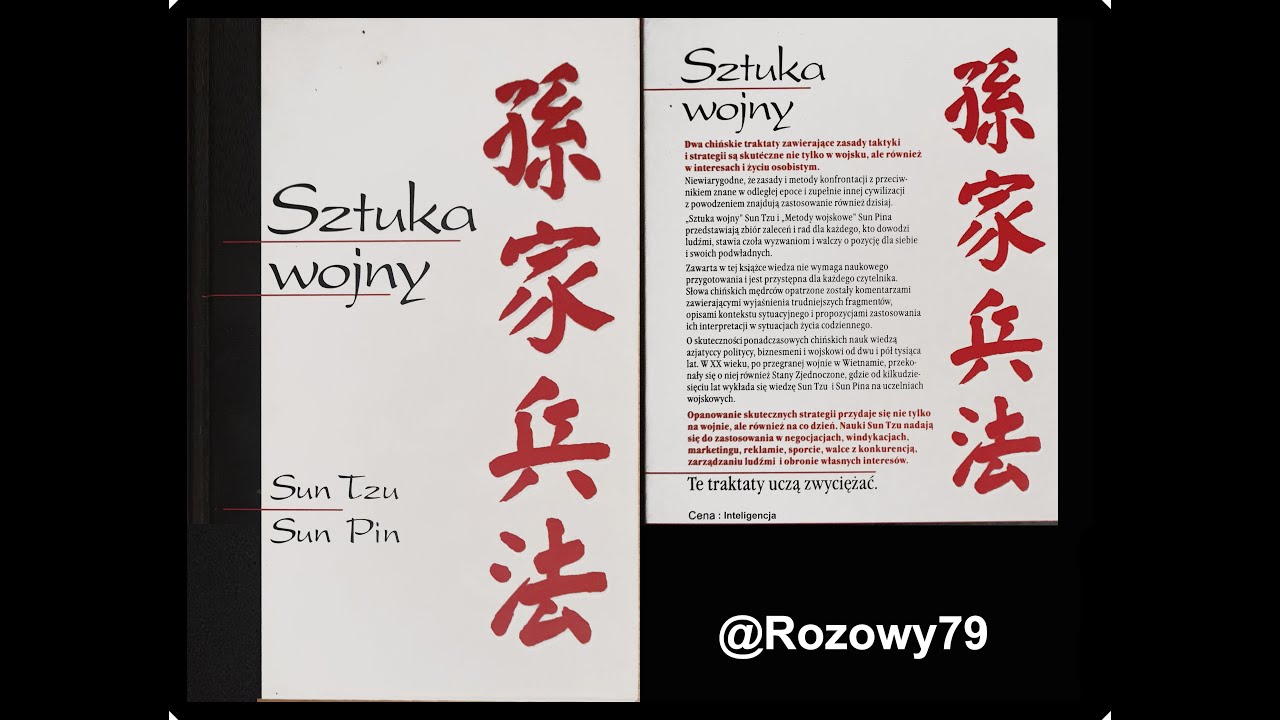 Sztuka
wojny
孫家兵法
Sun Tzu
Sun Pin
Sztuka
wojny
Dwa chińskie traktaty zawierające zasady taktyki
i strategii są skutéczne nie tylko w wojsku, ale również
w interesach i życiu osobistym.
Niewiarygodne, że zasady i metody konfrontacji z przeciw-
nikiem znane w odległej epoce i zupełnie innej cywilizacji
z powodzeniem znajdują zastosowanie również dzisiaj.
„Sztuka wojny" Sun Tzu i „Metody wojskowe" Sun Pina
przedstawiają zbiór zaleceń i rad dla każdego, kto dowodzi
ludźmi, stawia czoła wyzwaniom i walczy o pozycję dla siebie
i swoich podwładnych.
Zawarta w tej książce wiedza nie wymaga naukowego
przygotowania i jest przystępna dla każdego czytelnika.
Słowa chińskich mędrców opatrzone zostały komentarzami
zawierającymi wyjaśnienia trudniejszych fragmentów,
opisami kontekstu sytuacyjnego i propozycjami zastosowania
ich interpretacji w sytuacjach życia codziennego.
O skuteczności ponadczasowych chińskich nauk wiedzą
azjatyccy politycy, biznesmeni i wojskowi od dwu i pół tysiąca
lat. W XX wieku, po przegranej wojnie w Wietnamie, przeko-
nały się o niej również Stany Zjednoczone, gdzie od kilkudzie-
sięciu lat wykłada się wiedzę Sun Tzu i Sun Pina na uczelniach
wojskowych.
Opanowanie skutecznych strategii przydaje się nie tylko
na wojnie, ale również na co dzień. Nauki Sun Tzu nadają
się do zastosowania w negocjacjach, windykacjach,
marketingu, reklamie, sporcie, walce z konkurencją,
zarządzaniu ludźmi i obronie własnych interesów.
Te traktaty uczą zwyciężać.
Cena : Inteligencja
孫家兵法
@Rozowy79